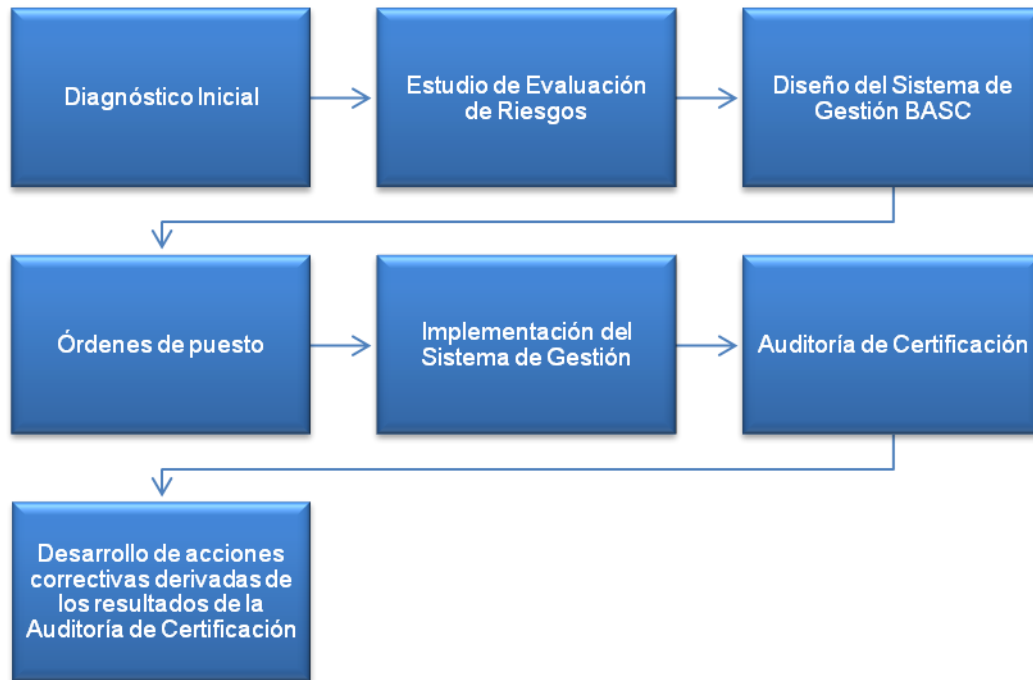 Diagnóstico Inicial
Estudio de Evaluación
de Riesgos
Diseño del Sistema de
Gestión BASC
Órdenes de puesto
Implementación del
Sistema de Gestión
Auditoría de Certificación
Desarrollo de acciones
correctivas derivadas de
los resultados de la
Auditoría de Certificación